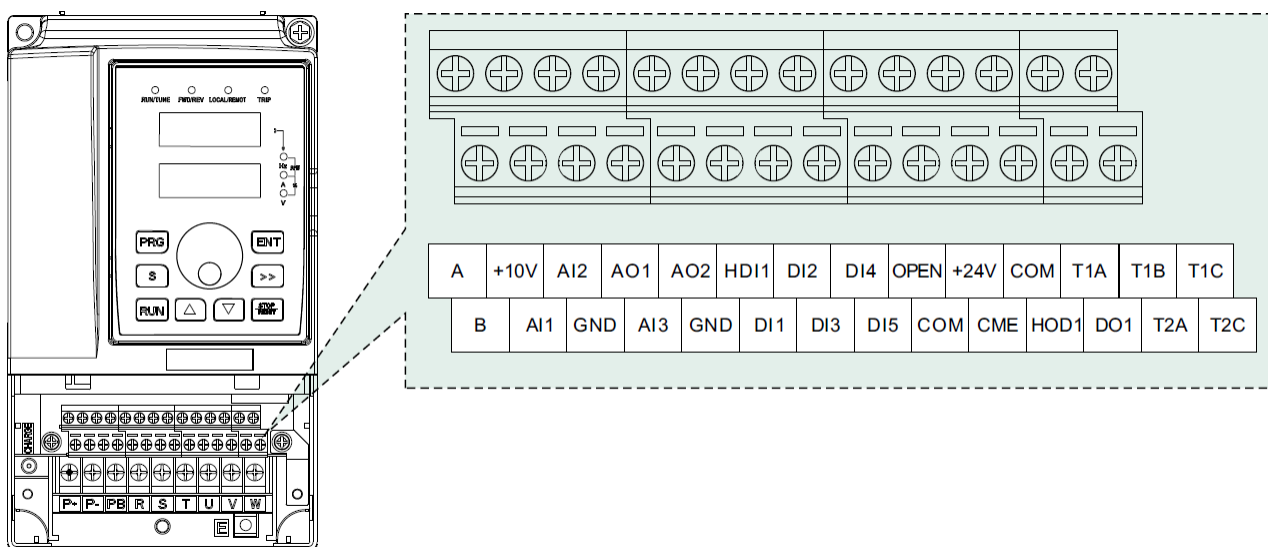 RUN/TUNE FWD/REV LOCAL/REMOT TRIP
Hz
A
V
PRG ENT
S >>
RUN STOP RESET
A +10V AI2 AO1 AO2 HDI1 DI2 DI4 OPEN +24V COM T1A T1B T1C
B AI1 GND AI3 GND DI1 DI3 DI5 COM CME HOD1 DO1 T2A T2C
CHARGE
P+ P- PB R S T U V W
E